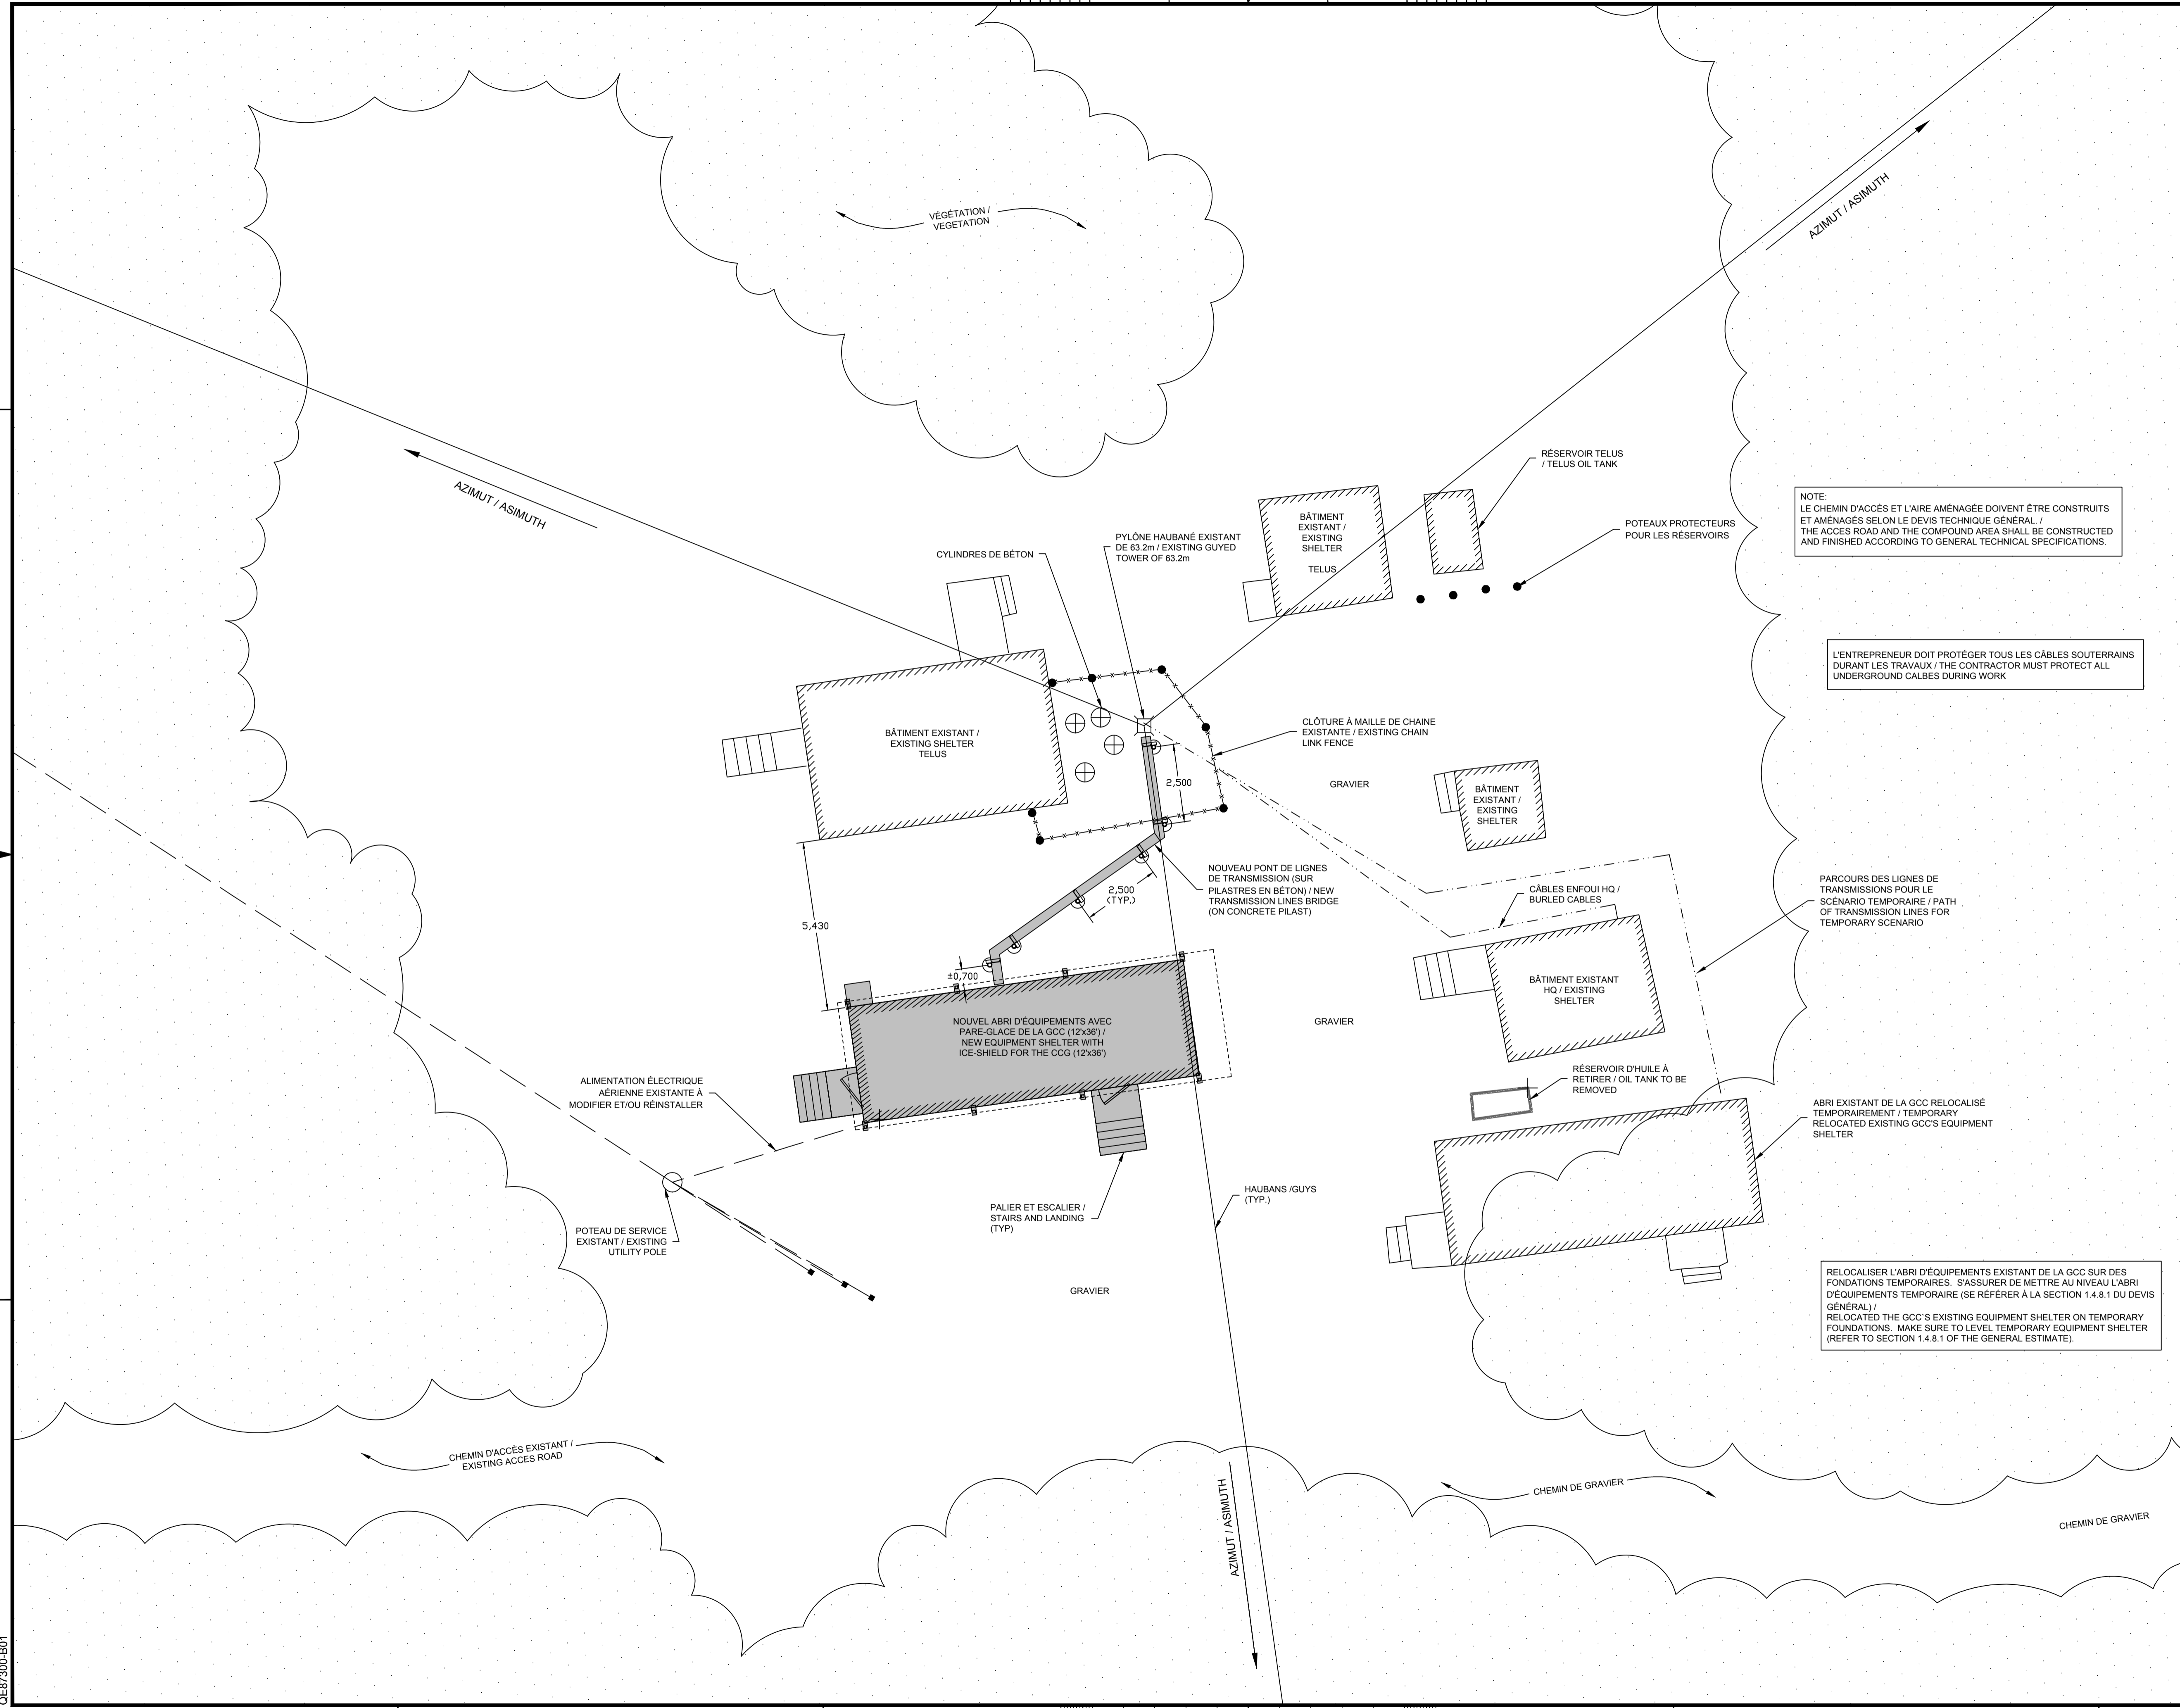 VÉGÉTATION /
VEGETATION
AZIMUT / ASIMUTH
AZIMUT / ASIMUTH
RÉSERVOIR TELUS
/ TELUS OIL TANK
NOTE:
LE CHEMIN D'ACCÈS ET L'AIRE AMÉNAGÉE DOIVENT ÊTRE CONSTRUITS
ET AMÉNAGÉS SELON LE DEVIS TECHNIQUE GÉNÉRAL. /
THE ACCES ROAD AND THE COMPOUND AREA SHALL BE CONSTRUCTED
AND FINISHED ACCORDING TO GENERAL TECHNICAL SPECIFICATIONS.
BÂTIMENT
EXISTANT /
EXISTING
SHELTER
TELUS
POTEAUX PROTECTEURS
POUR LES RÉSERVOIRS
PYLÔNE HAUBANÉ EXISTANT
DE 63.2m / EXISTING GUYED
TOWER OF 63.2m
CYLINDRES DE BÉTON
L'ENTREPRENEUR DOIT PROTÉGER TOUS LES CÂBLES SOUTERRAINS
DURANT LES TRAVAUX / THE CONTRACTOR MUST PROTECT ALL
UNDERGROUND CALBES DURING WORK
BÂTIMENT EXISTANT /
EXISTING SHELTER
TELUS
CLÔTURE À MAILLE DE CHAINE
EXISTANTE / EXISTING CHAIN
LINK FENCE
2,500
GRAVIER
BÂTIMENT
EXISTANT /
EXISTING
SHELTER
NOUVEAU PONT DE LIGNES
DE TRANSMISSION (SUR
PILASTRES EN BÉTON) / NEW
TRANSMISSION LINES BRIDGE
(ON CONCRETE PILAST)
2,500
(TYP.)
CÂBLES ENFOUI HQ /
BURLED CABLES
PARCOURS DES LIGNES DE
TRANSMISSIONS POUR LE
SCÉNARIO TEMPORAIRE / PATH
OF TRANSMISSION LINES FOR
TEMPORARY SCENARIO
5,430
±0,700
BÂTIMENT EXISTANT
HQ / EXISTING
SHELTER
NOUVEL ABRI D'ÉQUIPEMENTS AVEC
PARE-GLACE DE LA GCC (12'x36') /
NEW EQUIPMENT SHELTER WITH
ICE-SHIELD FOR THE CCG (12'x36')
GRAVIER
RÉSERVOIR D'HUILE À
RETIRER / OIL TANK TO BE
REMOVED
ALIMENTATION ÉLECTRIQUE
AÉRIENNE EXISTANTE À
MODIFIER ET/OU RÉINSTALLER
ABRI EXISTANT DE LA GCC RELOCALISÉ
TEMPORAIREMENT / TEMPORARY
RELOCATED EXISTING GCC'S EQUIPMENT
SHELTER
HAUBANS /GUYS
(TYP.)
PALIER ET ESCALIER /
STAIRS AND LANDING
(TYP)
POTEAU DE SERVICE
EXISTANT / EXISTING
UTILITY POLE
GRAVIER
RELOCALISER L'ABRI D'ÉQUIPEMENTS EXISTANT DE LA GCC SUR DES
FONDATIONS TEMPORAIRES. S'ASSURER DE METTRE AU NIVEAU L'ABRI
D'ÉQUIPEMENTS TEMPORAIRE (SE RÉFÉRER À LA SECTION 1.4.8.1 DU DEVIS
GÉNÉRAL) /
RELOCATED THE GCC`S EXISTING EQUIPMENT SHELTER ON TEMPORARY
FOUNDATIONS. MAKE SURE TO LEVEL TEMPORARY EQUIPMENT SHELTER
(REFER TO SECTION 1.4.8.1 OF THE GENERAL ESTIMATE).
CHEMIN D'ACCÈS EXISTANT /
EXISTING ACCES ROAD
AZIMUT / ASIMUTH
CHEMIN DE GRAVIER
CHEMIN DE GRAVIER
QE87300-B01